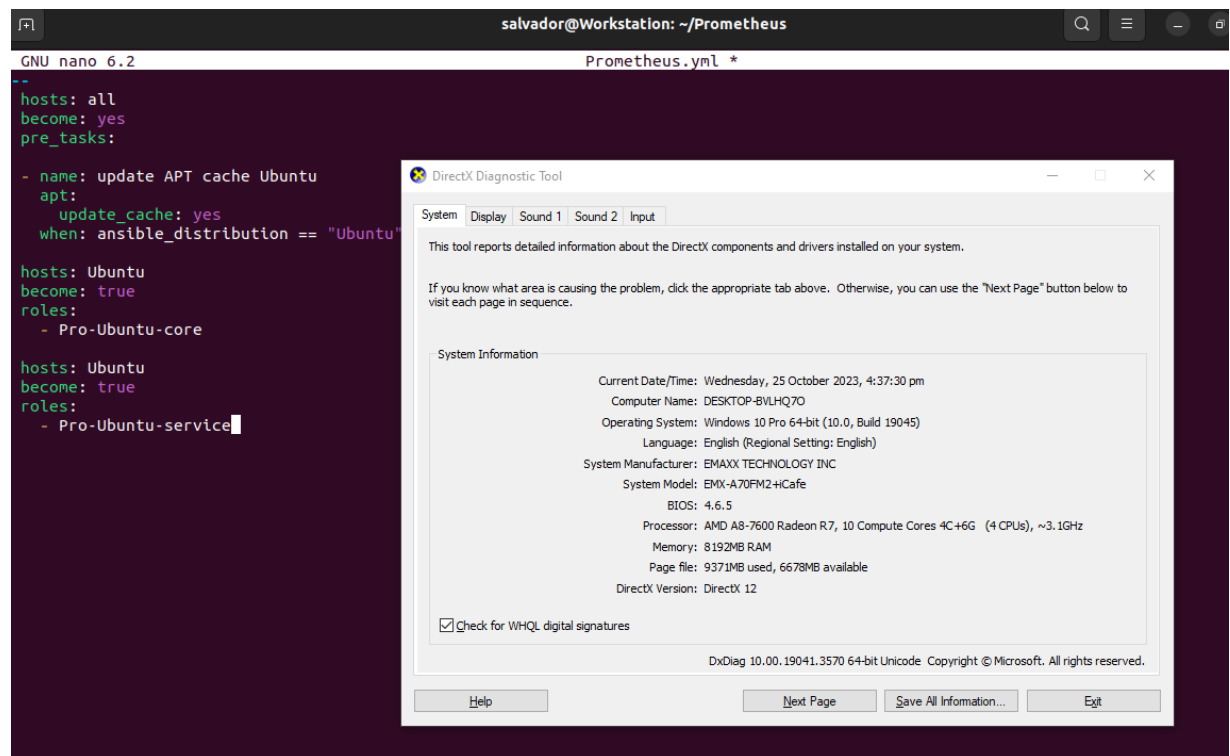 salvador@Workstation: ~/Prometheus
GNU nano 6.2 Prometheus.yml *
--
hosts: all
become: yes
pre_tasks:
- name: update APT cache Ubuntu
apt:
update_cache: yes
when: ansible_distribution == "Ubuntu"
hosts: Ubuntu
become: true
roles:
- Pro-Ubuntu-core
hosts: Ubuntu
become: true
roles:
- Pro-Ubuntu-service
DirectX Diagnostic Tool
System Display Sound 1 Sound 2 Input
This tool reports detailed information about the DirectX components and drivers installed on your system.
If you know what area is causing the problem, click the appropriate tab above. Otherwise, you can use the "Next Page" button below to
visit each page in sequence.
System Information
Current Date/Time: Wednesday, 25 October 2023, 4:37:30 pm
Computer Name: DESKTOP-BVLHQ7O
Operating System: Windows 10 Pro 64-bit (10.0, Build 19045)
Language: English (Regional Setting: English)
System Manufacturer: EMAXX TECHNOLOGY INC
System Model: EMX-A70FM2+iCafe
BIOS: 4.6.5
Processor: AMD A8-7600 Radeon R7, 10 Compute Cores 4C+6G (4 CPUs), ~3.1GHz
Memory: 8192MB RAM
Page file: 9371MB used, 6678MB available
DirectX Version: DirectX 12
Check for WHQL digital signatures
DxDiag 10.00.19041.3570 64-bit Unicode Copyright © Microsoft. All rights reserved.
Help Next Page Save All Information... Exit